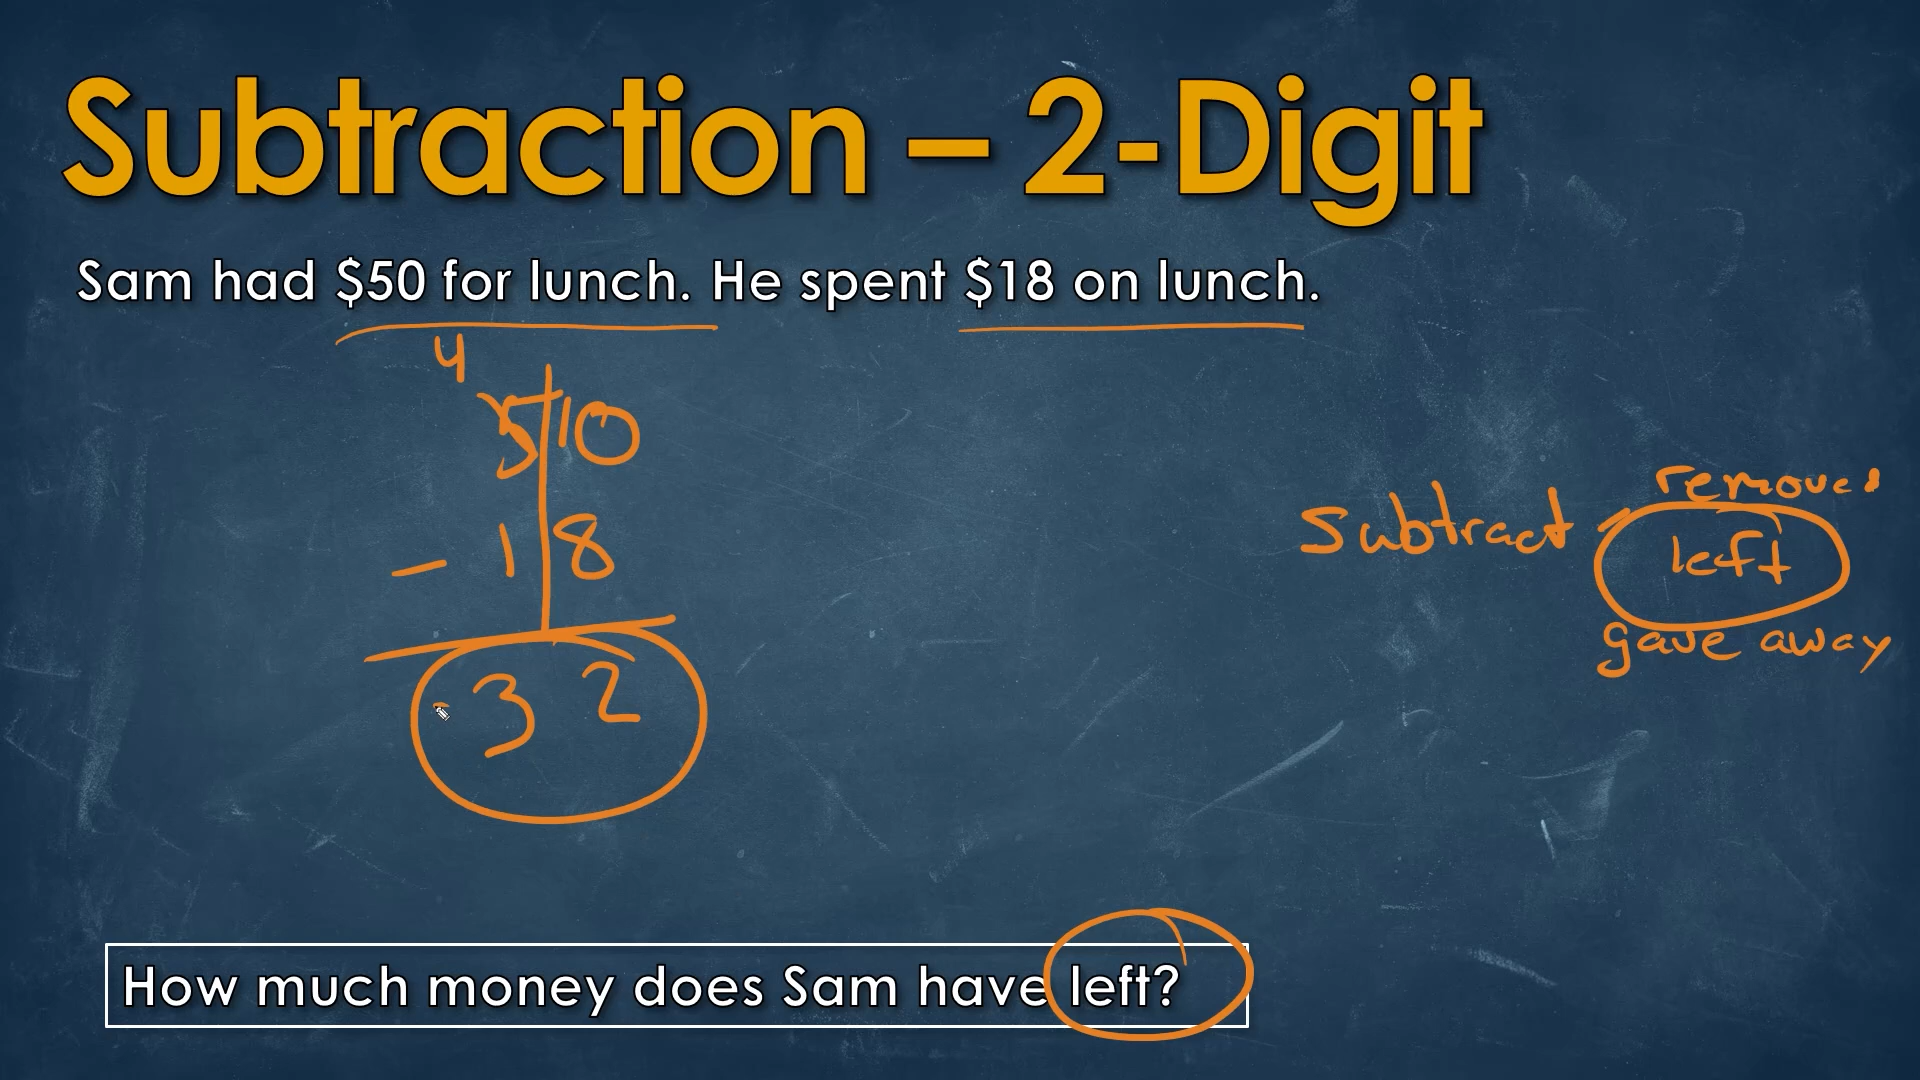 Subtraction – 2-Digit
Sam had $50 for lunch. He spent $18 on lunch.
4
5 10
- 1 8
3 2
removed
subtract left
gave away
How much money does Sam have left?